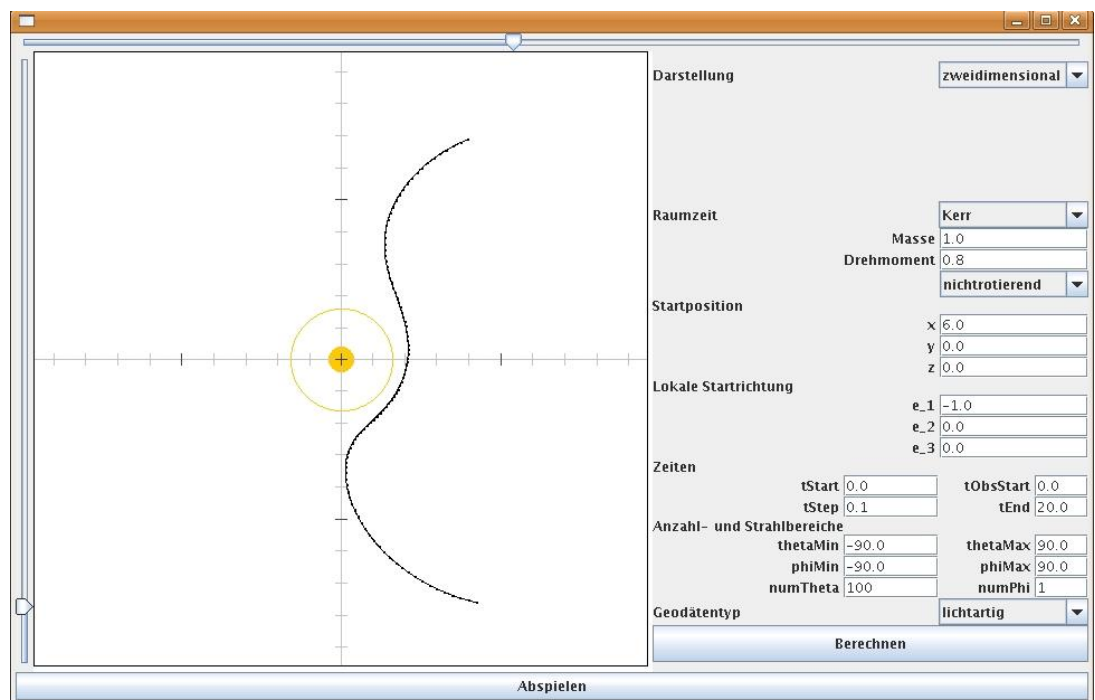 Darstellung zweidimensional
Raumzeit Kerr
Masse 1.0
Drehmoment 0.8
nichtrotierend
Startposition
x 6.0
y 0.0
z 0.0
Lokale Startrichtung
e_1 -1.0
e_2 0.0
e_3 0.0
Zeiten
tStart 0.0 tObsStart 0.0
tStep 0.1 tEnd 20.0
Anzahl- und Strahlbereiche
thetaMin -90.0 thetaMax 90.0
phiMin -90.0 phiMax 90.0
numTheta 100 numPhi 1
Geodätentyp lichtartig
Berechnen
Abspielen